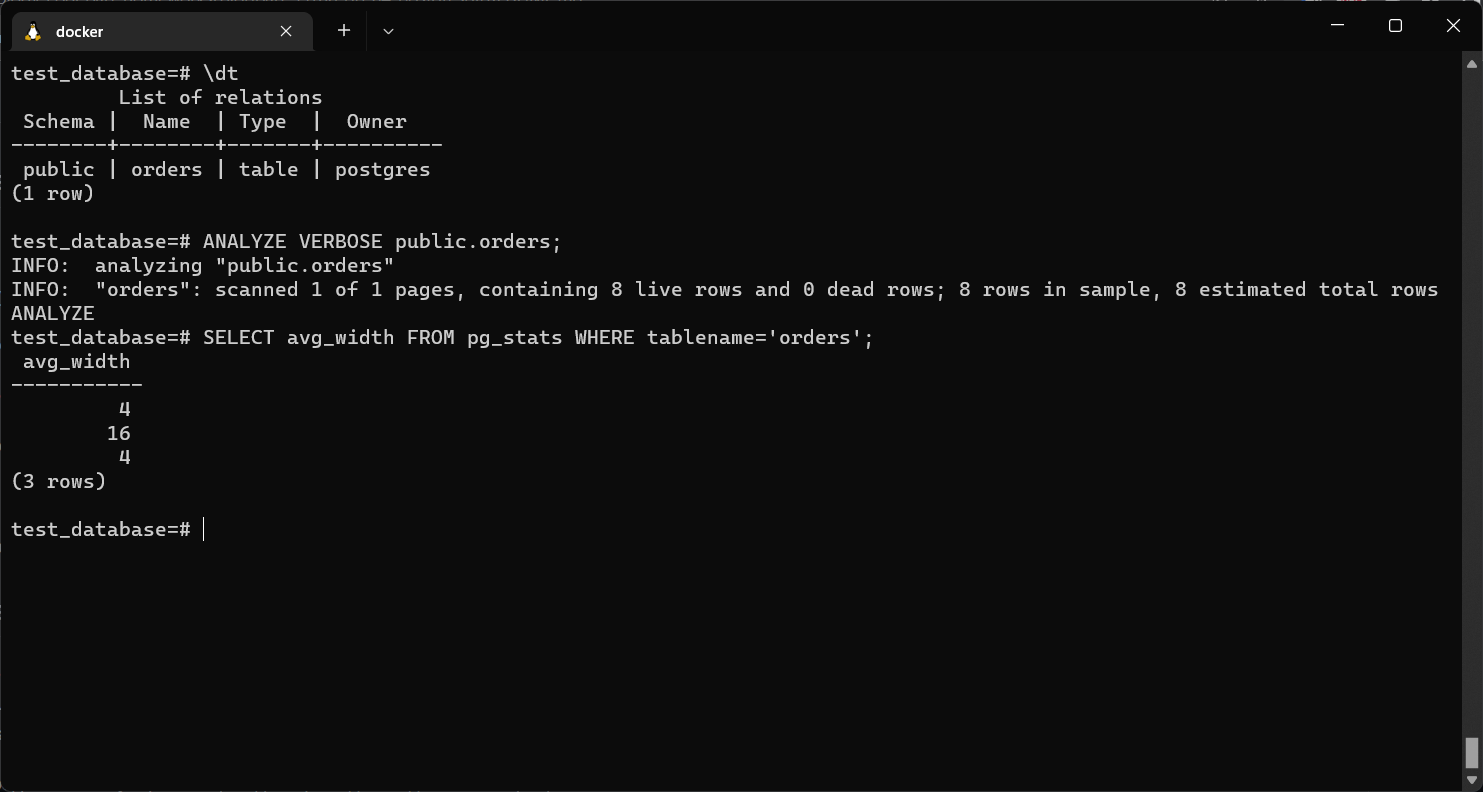 docker
test_database=# \dt
         List of relations
 Schema |  Name  | Type  |  Owner
--------+--------+-------+----------
 public | orders | table | postgres
(1 row)
test_database=# ANALYZE VERBOSE public.orders;
INFO:  analyzing "public.orders"
INFO:  "orders": scanned 1 of 1 pages, containing 8 live rows and 0 dead rows; 8 rows in sample, 8 estimated total rows
ANALYZE
test_database=# SELECT avg_width FROM pg_stats WHERE tablename='orders';
 avg_width
-----------
         4
        16
         4
(3 rows)
test_database=#